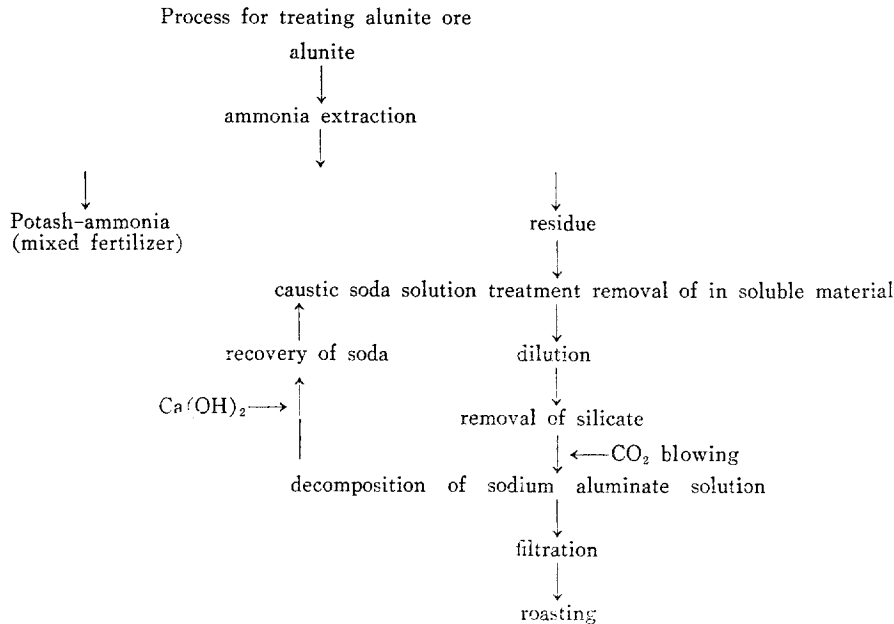 Process for treating alunite ore
alunite
ammonia extraction
Potash-ammonia
(mixed fertilizer)
residue
caustic soda solution treatment removal of in soluble material
recovery of soda
dilution
Ca(OH)₂
removal of silicate
CO₂ blowing
decomposition of sodium aluminate solution
filtration
roasting